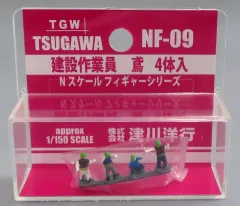 TGW
TSUGAWA NF-09
建設作業員 鳶 4体入
Nスケールフィギャーシリーズ
approx
1/150 SCALE
株式会社 津川洋行